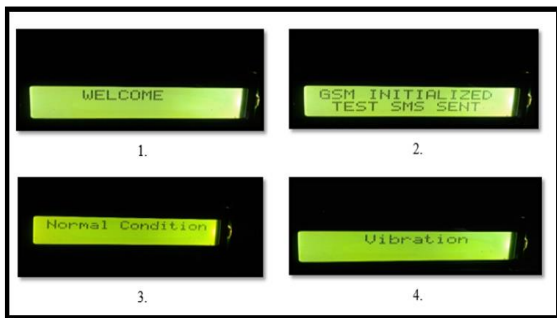 WELCOME
GSM INITIALIZED
TEST SMS SENT
1.
2.
Normal Condition
Vibration
3.
4.